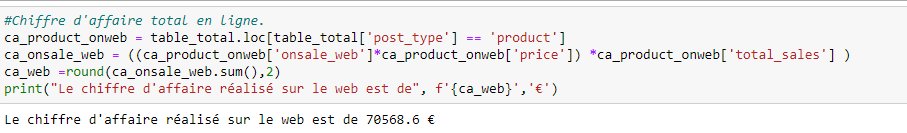 #Chiffre d'affaire total en ligne.
ca_product_onweb = table_total.loc[table_total['post_type'] == 'product']
ca_onsale_web = ((ca_product_onweb['onsale_web']*ca_product_onweb['price']) *ca_product_onweb['total_sales'] )
ca_web =round(ca_onsale_web.sum(),2)
print("Le chiffre d'affaire réalisé sur le web est de", f'{ca_web}','€')
Le chiffre d'affaire réalisé sur le web est de 70568.6 €